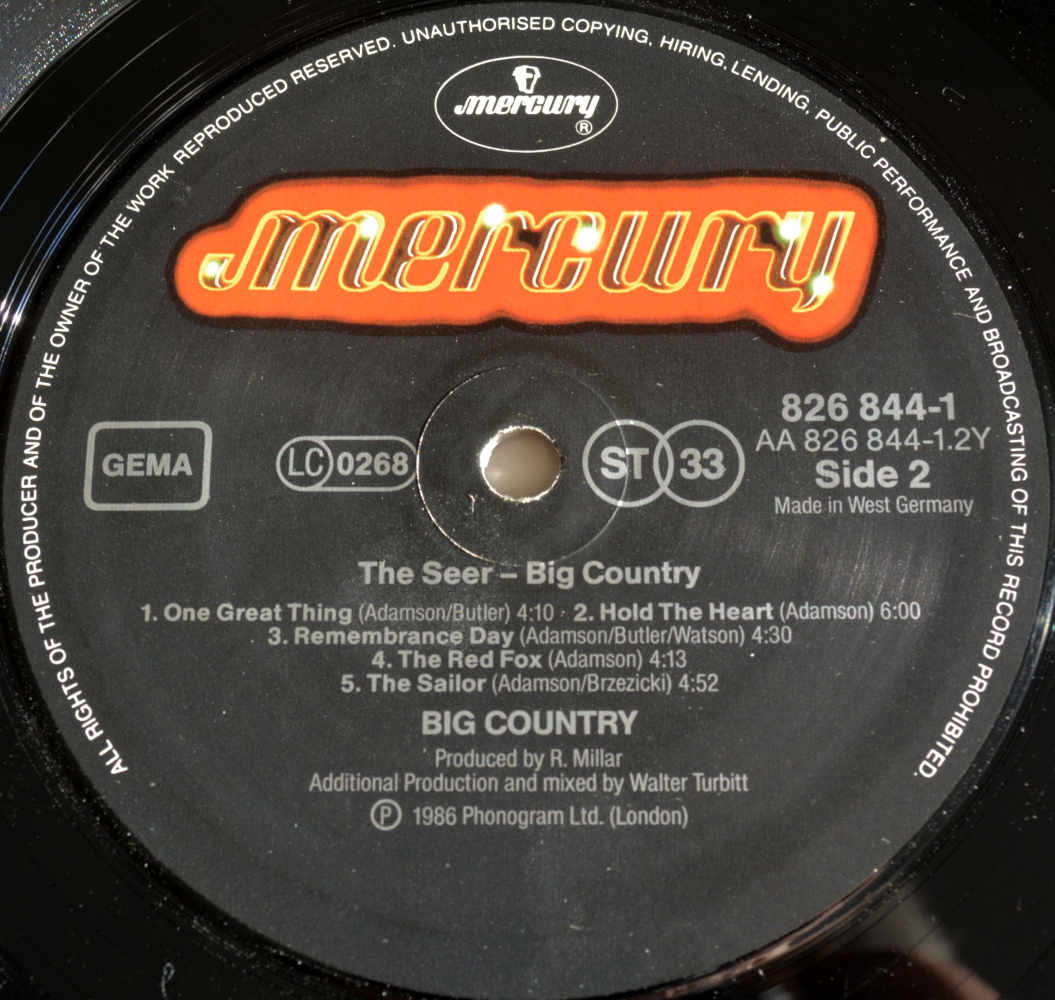 ALL RIGHTS OF THE PRODUCER AND OF THE OWNER OF THE WORK REPRODUCED RESERVED. UNAUTHORISED COPYING, HIRING, LENDING, PUBLIC PERFORMANCE AND BROADCASTING OF THIS RECORD PROHIBITED.
mercury
®
mercury
GEMA
LC 0268
ST 33
826 844-1
AA 826 844-1.2Y
Side 2
Made in West Germany
The Seer – Big Country
1. One Great Thing (Adamson/Butler) 4:10 · 2. Hold The Heart (Adamson) 6:00
3. Remembrance Day (Adamson/Butler/Watson) 4:30
4. The Red Fox (Adamson) 4:13
5. The Sailor (Adamson/Brzezicki) 4:52
BIG COUNTRY
Produced by R. Millar
Additional Production and mixed by Walter Turbitt
Ⓟ 1986 Phonogram Ltd. (London)